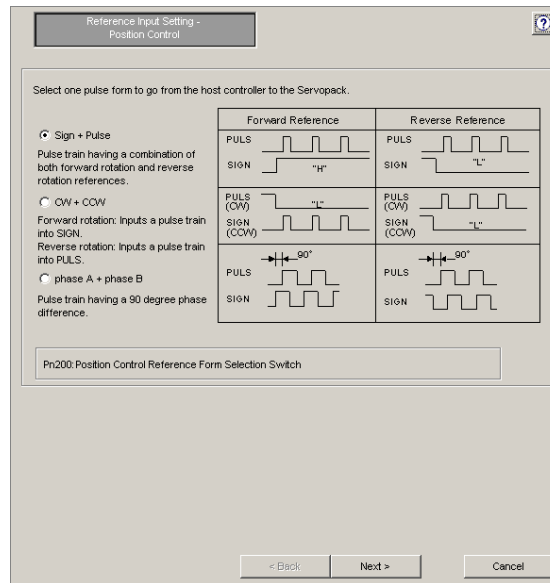 Reference Input Setting -
Position Control
?
Select one pulse form to go from the host controller to the Servopack.
Forward Reference
Reverse Reference
Sign + Pulse
Pulse train having a combination of
both forward rotation and reverse
rotation references.
PULS
SIGN
"H"
PULS
SIGN
"L"
CW + CCW
Forward rotation: Inputs a pulse train
into SIGN.
Reverse rotation: Inputs a pulse train
into PULS.
PULS
(CW)
"L"
SIGN
(CCW)
PULS
(CW)
SIGN
(CCW)
"L"
phase A + phase B
Pulse train having a 90 degree phase
difference.
90°
PULS
SIGN
90°
PULS
SIGN
Pn200:Position Control Reference Form Selection Switch
< Back
Next >
Cancel